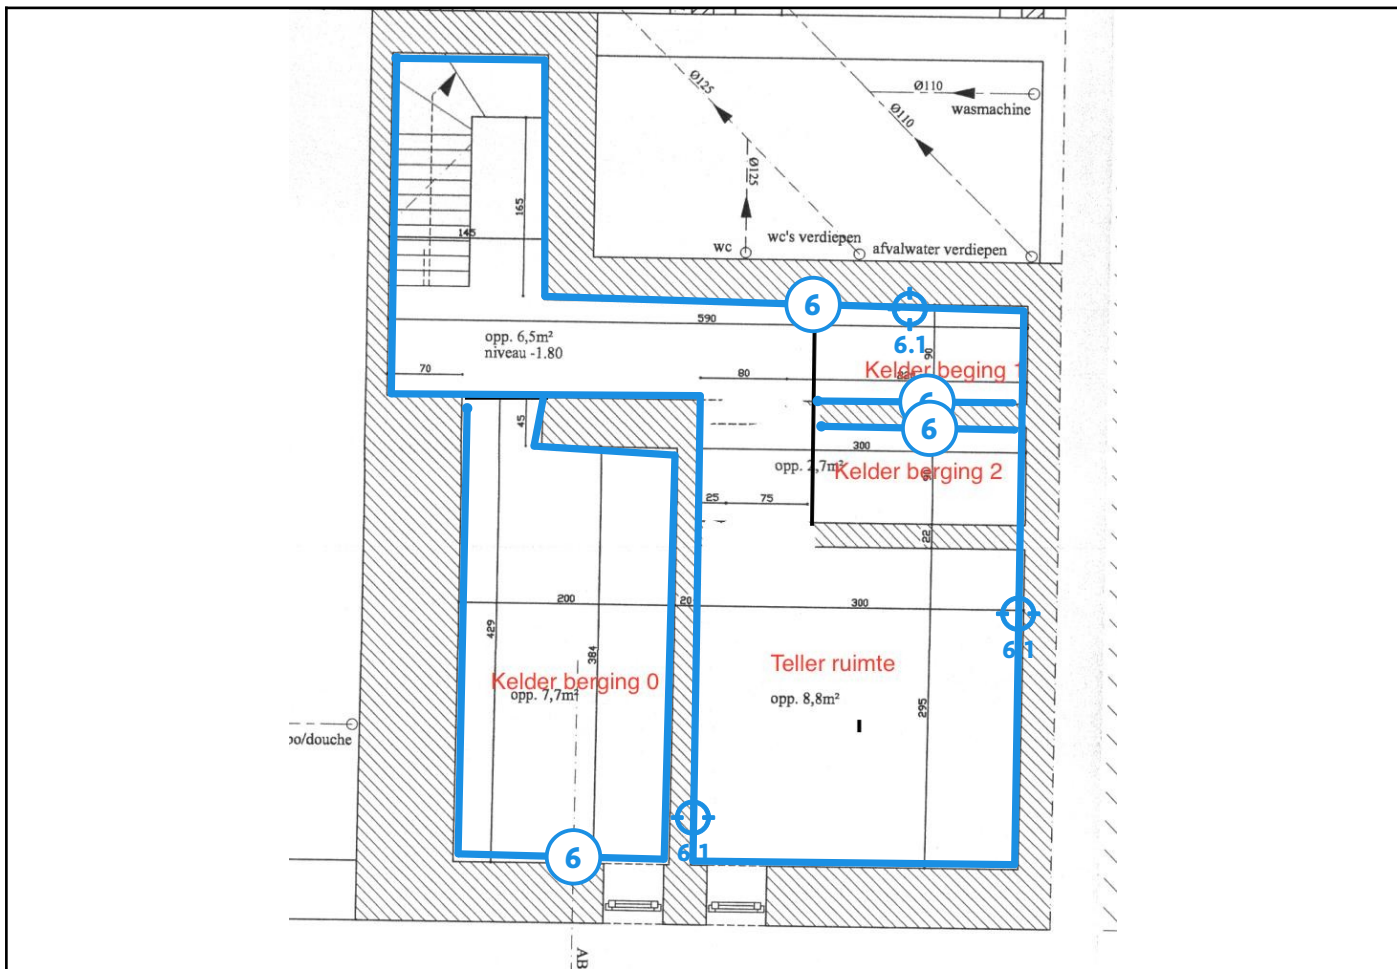 Ø125
Ø110
wasmachine
Ø110
Ø125
165
145
wc
wc's verdiepen
afvalwater verdiepen
6
590
6.1
90
opp. 6,5m²
niveau -1.80
70
80
Kelder beging 1
6
45
6
300
opp. 2,7m²
Kelder berging 2
25
75
22
200
20
300
429
384
6.1
Teller ruimte
Kelder berging 0
opp. 7,7m²
opp. 8,8m²
295
oo/douche
6.1
6
AB